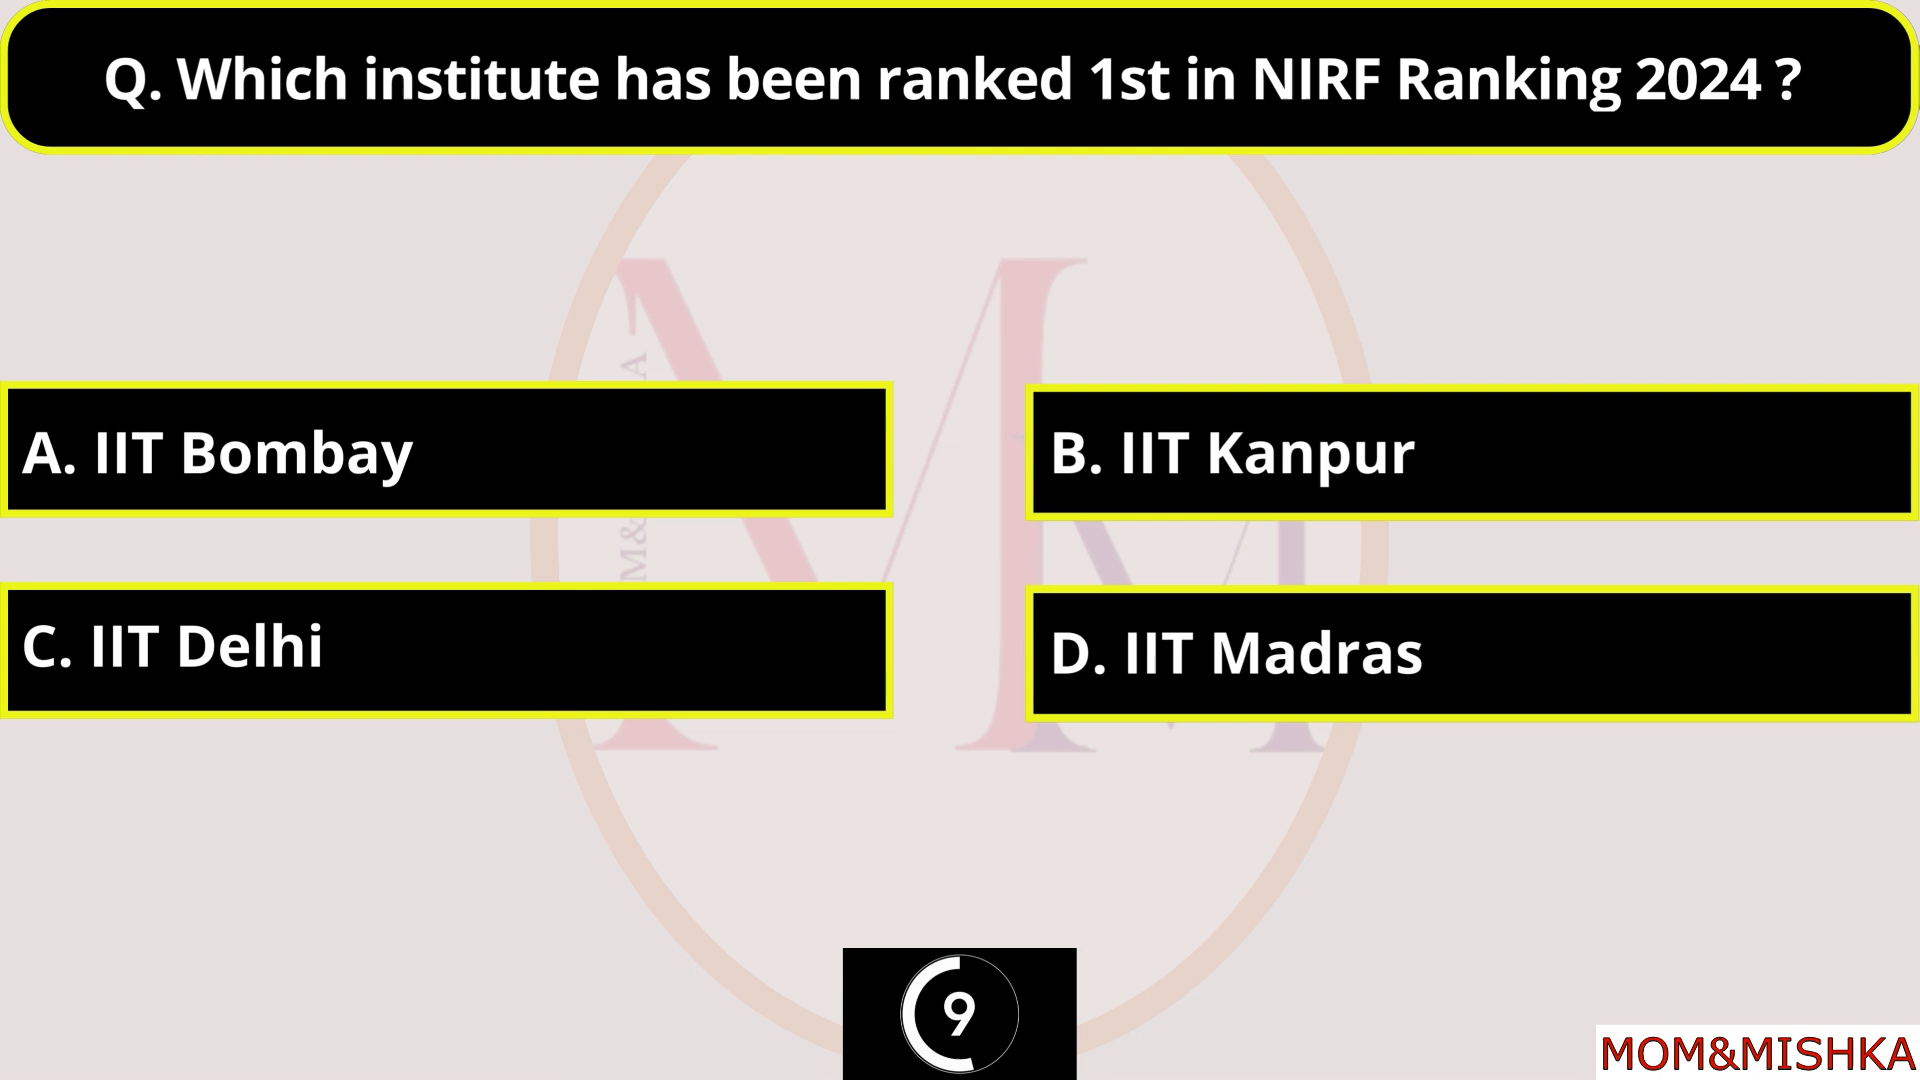 Q. Which institute has been ranked 1st in NIRF Ranking 2024 ?
A. IIT Bombay
B. IIT Kanpur
C. IIT Delhi
D. IIT Madras
9
MOM&MISHKA